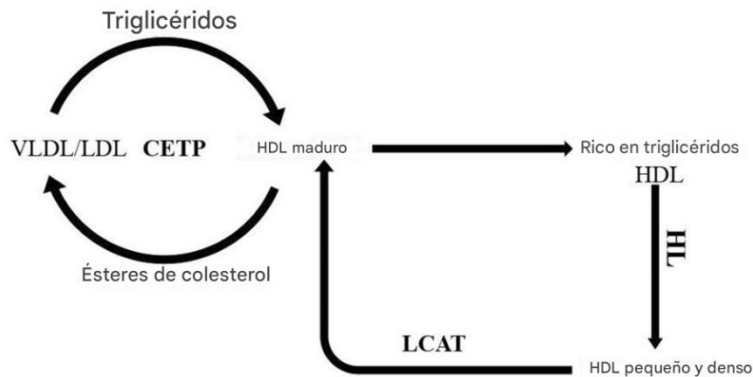 Triglicéridos
VLDL/LDL CETP HDL maduro Rico en triglicéridos
HDL
HL
Ésteres de colesterol
LCAT
HDL pequeño y denso